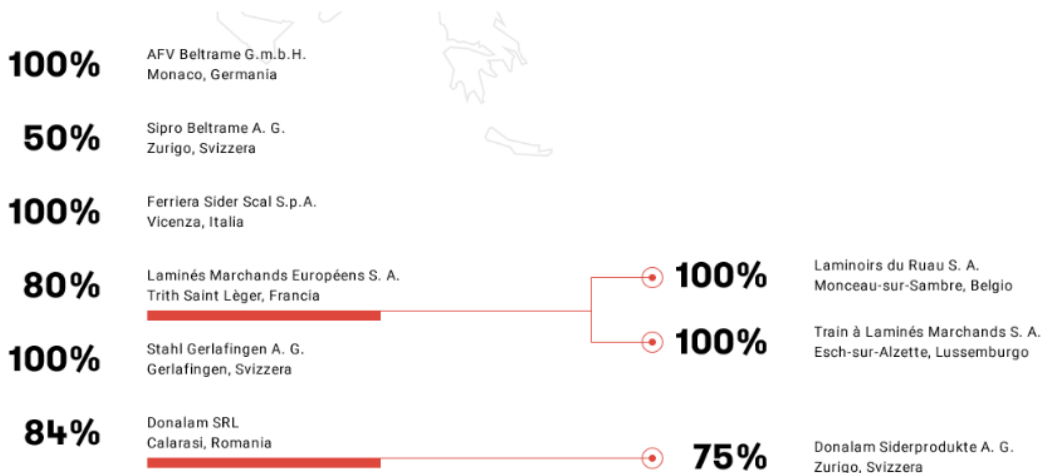 100%
AFV Beltrame G.m.b.H.
Monaco, Germania
50%
Sipro Beltrame A. G.
Zurigo, Svizzera
100%
Ferriera Sider Scal S.p.A.
Vicenza, Italia
80%
Laminés Marchands Européens S. A.
Trith Saint Lèger, Francia
100%
Laminoirs du Ruau S. A.
Monceau-sur-Sambre, Belgio
100%
Train à Laminés Marchands S. A.
Esch-sur-Alzette, Lussemburgo
100%
Stahl Gerlafingen A. G.
Gerlafingen, Svizzera
84%
Donalam SRL
Calarasi, Romania
75%
Donalam Siderprodukte A. G.
Zurigo, Svizzera